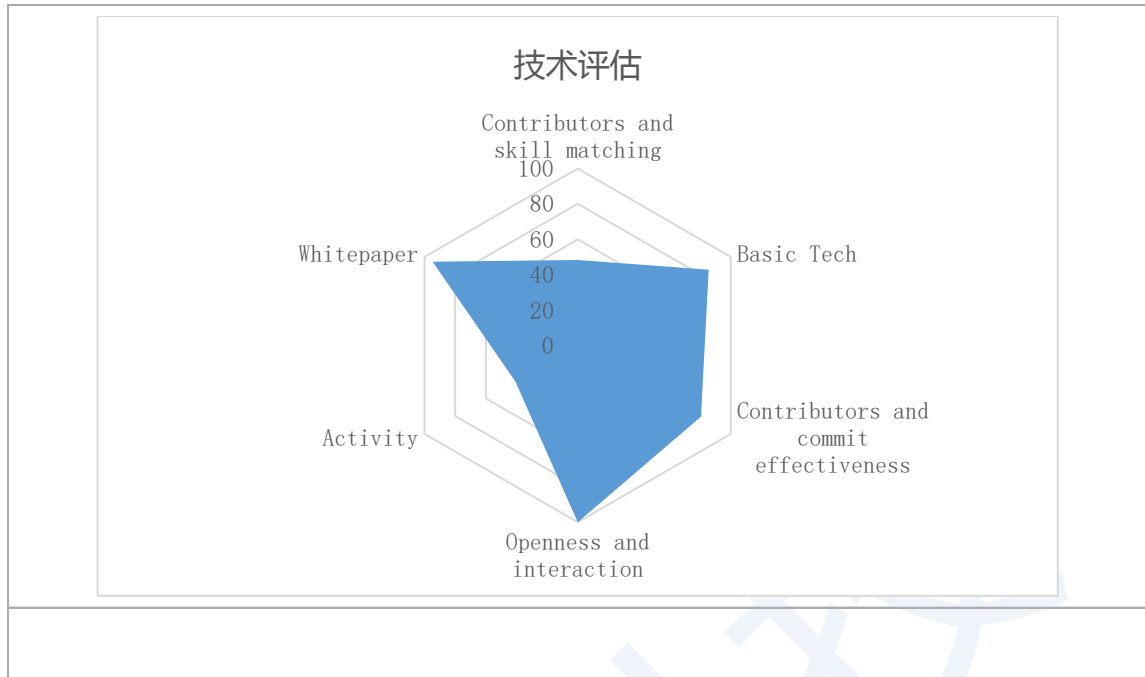 技术评估
Contributors and
skill matching
100
80
60
40
20
0
Whitepaper
Basic Tech
Activity
Contributors and
commit
effectiveness
Openness and
interaction